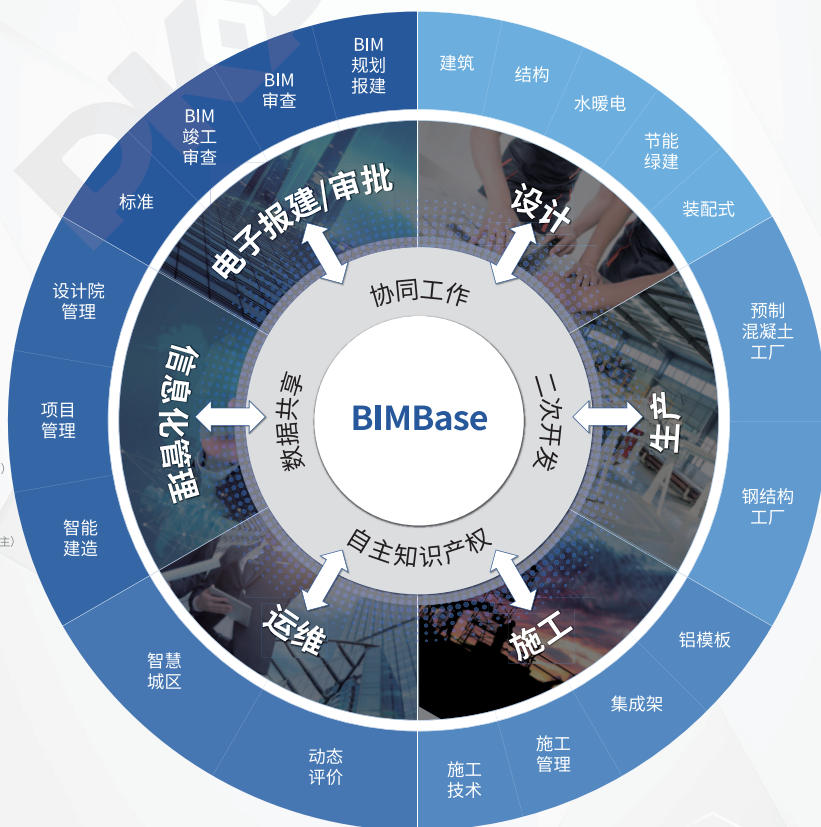 BIM
规划
报建
BIM
审查
BIM
竣工
审查
标准
建筑
结构
水暖电
节能
绿建
装配式
预制
混凝土
工厂
钢结构
工厂
铝模板
集成架
施工
管理
施工
技术
动态
评价
智慧
城区
智能
建造
项目
管理
设计院
管理
电子报建/审批
设计
生产
施工
运维
信息化管理
协同工作
二次开发
自主知识产权
数据共享
BIMBase
)
主)